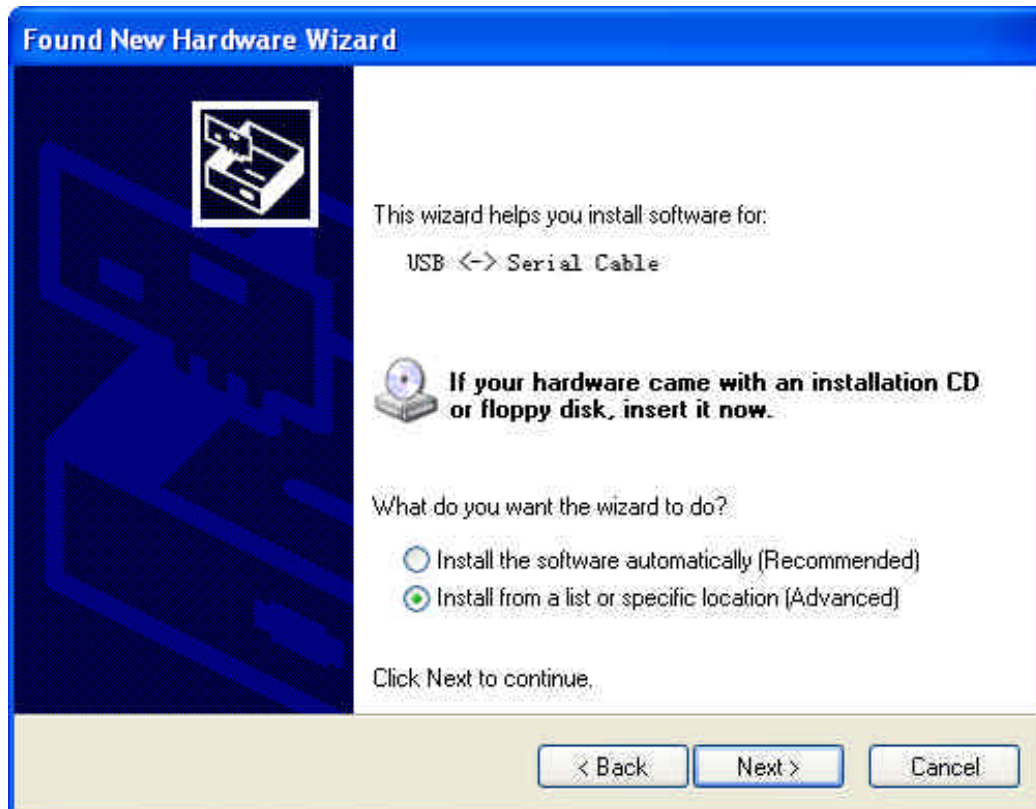 Found New Hardware Wizard
This wizard helps you install software for:
USB <-> Serial Cable
If your hardware came with an installation CD
or floppy disk, insert it now.
What do you want the wizard to do?
Install the software automatically (Recommended)
Install from a list or specific location (Advanced)
Click Next to continue.
< Back Next > Cancel